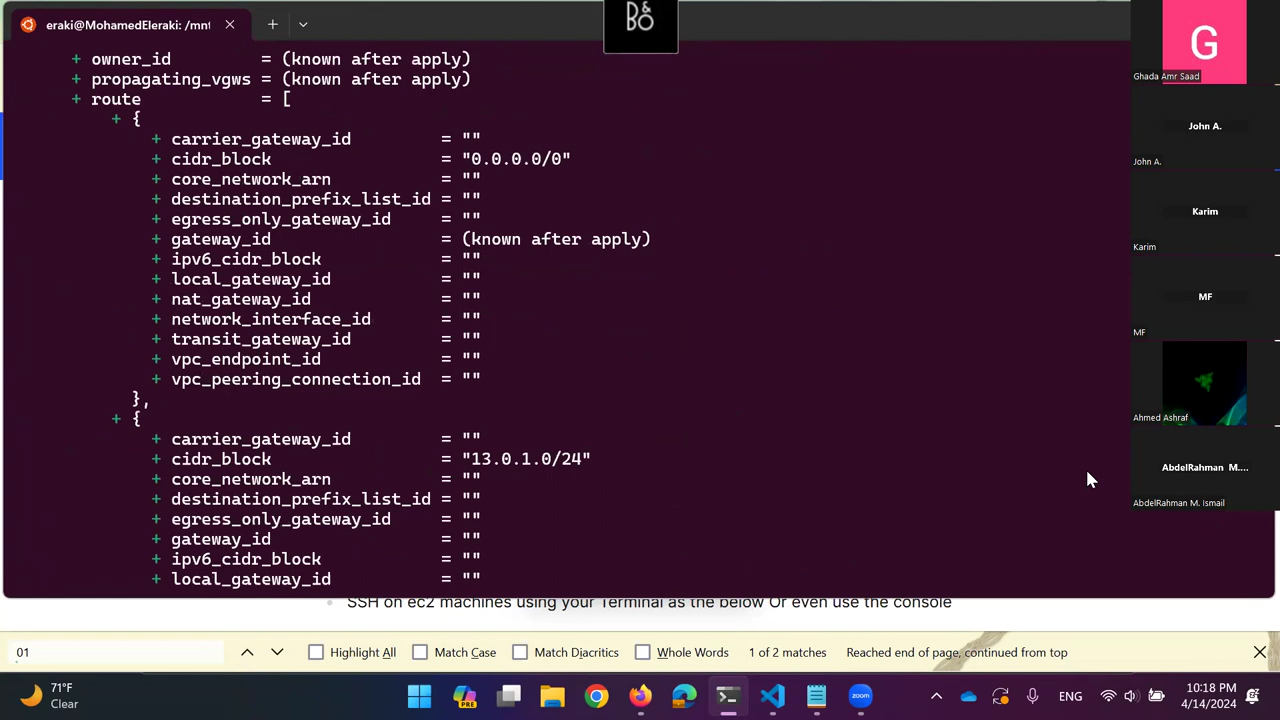 eraki@MohamedEleraki: /mnt
B&BO
+ owner_id = (known after apply)
+ propagating_vgws = (known after apply)
+ route = [
+ {
+ carrier_gateway_id = ""
+ cidr_block = "0.0.0.0/0"
+ core_network_arn = ""
+ destination_prefix_list_id = ""
+ egress_only_gateway_id = ""
+ gateway_id = (known after apply)
+ ipv6_cidr_block = ""
+ local_gateway_id = ""
+ nat_gateway_id = ""
+ network_interface_id = ""
+ transit_gateway_id = ""
+ vpc_endpoint_id = ""
+ vpc_peering_connection_id = ""
},
+ {
+ carrier_gateway_id = ""
+ cidr_block = "13.0.1.0/24"
+ core_network_arn = ""
+ destination_prefix_list_id = ""
+ egress_only_gateway_id = ""
+ gateway_id = ""
+ ipv6_cidr_block = ""
+ local_gateway_id = ""
G
Ghada Amr Saad
John A.
John A.
Karim
Karim
MF
MF
Ahmed Ashraf
AbdelRahman M....
AbdelRahman M. Ismail
SSH on ec2 machines using your Terminal as the below Or even use the console
01 Highlight All Match Case Match Diacritics Whole Words 1 of 2 matches Reached end of page, continued from top
71°F
Clear
PRE
zoom
ENG
10:18 PM
4/14/2024